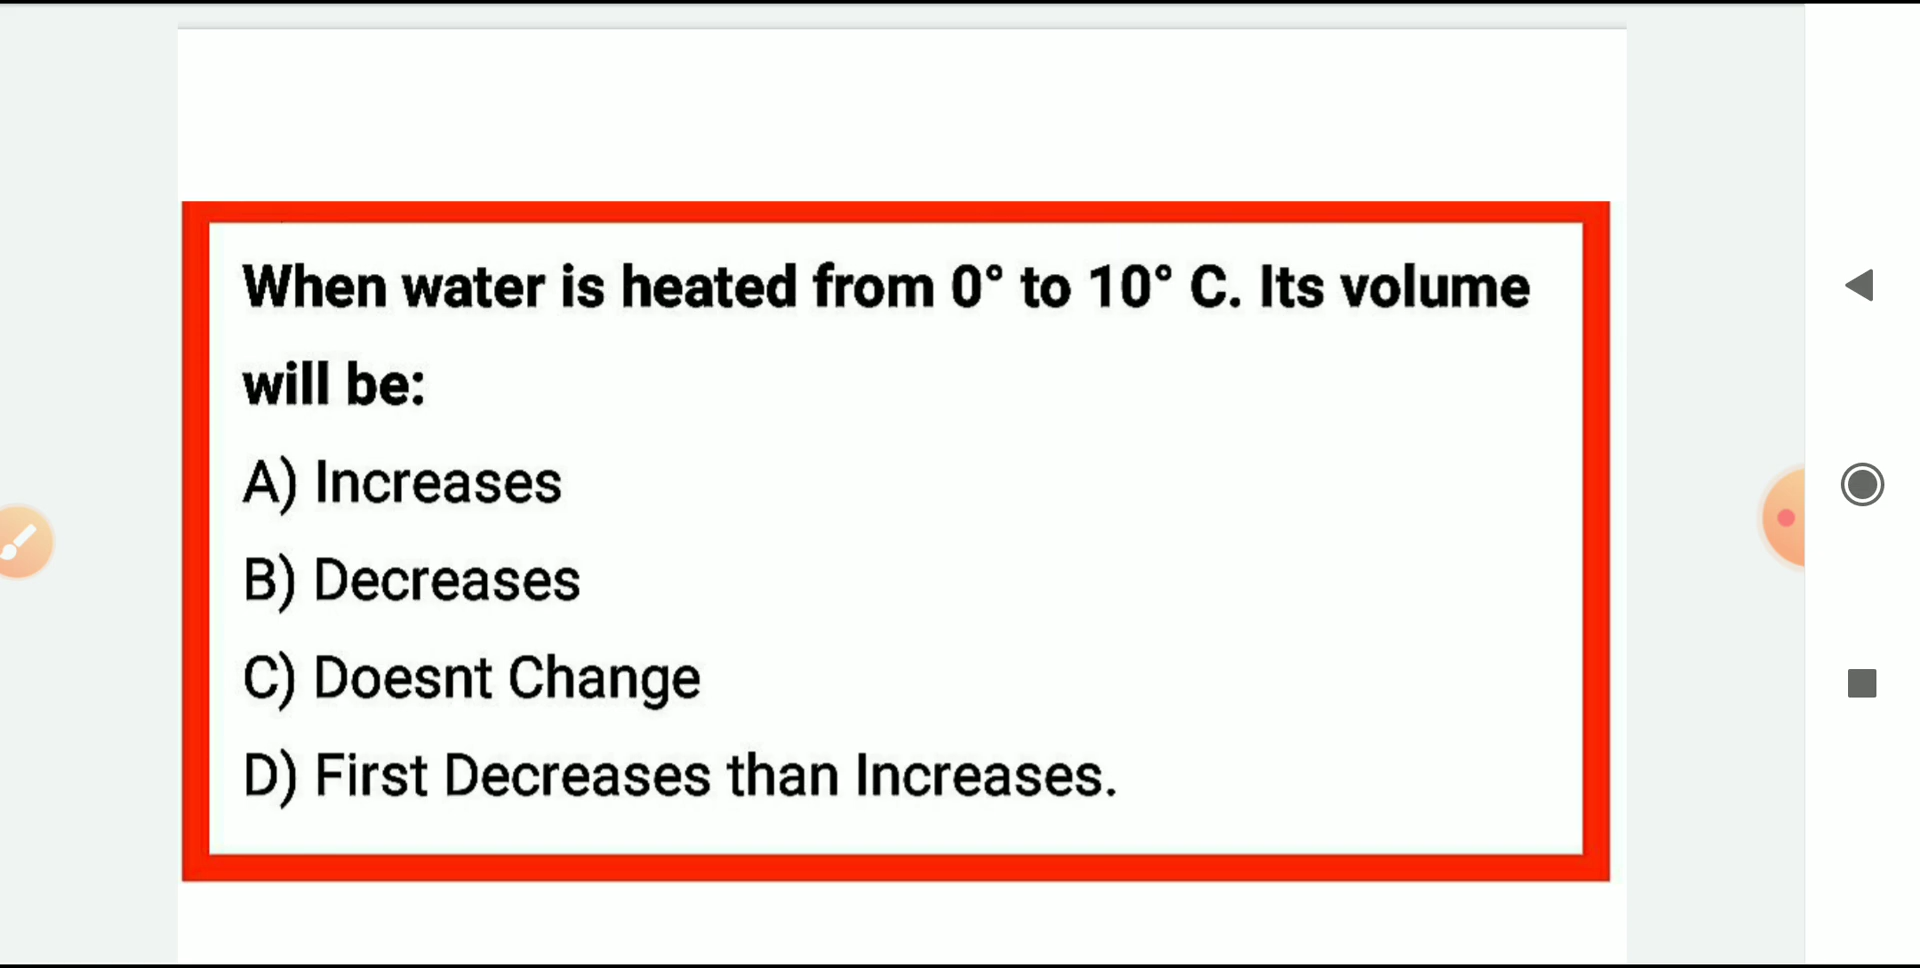 When water is heated from 0° to 10° C. Its volume
will be:
A) Increases
B) Decreases
C) Doesnt Change
D) First Decreases than Increases.